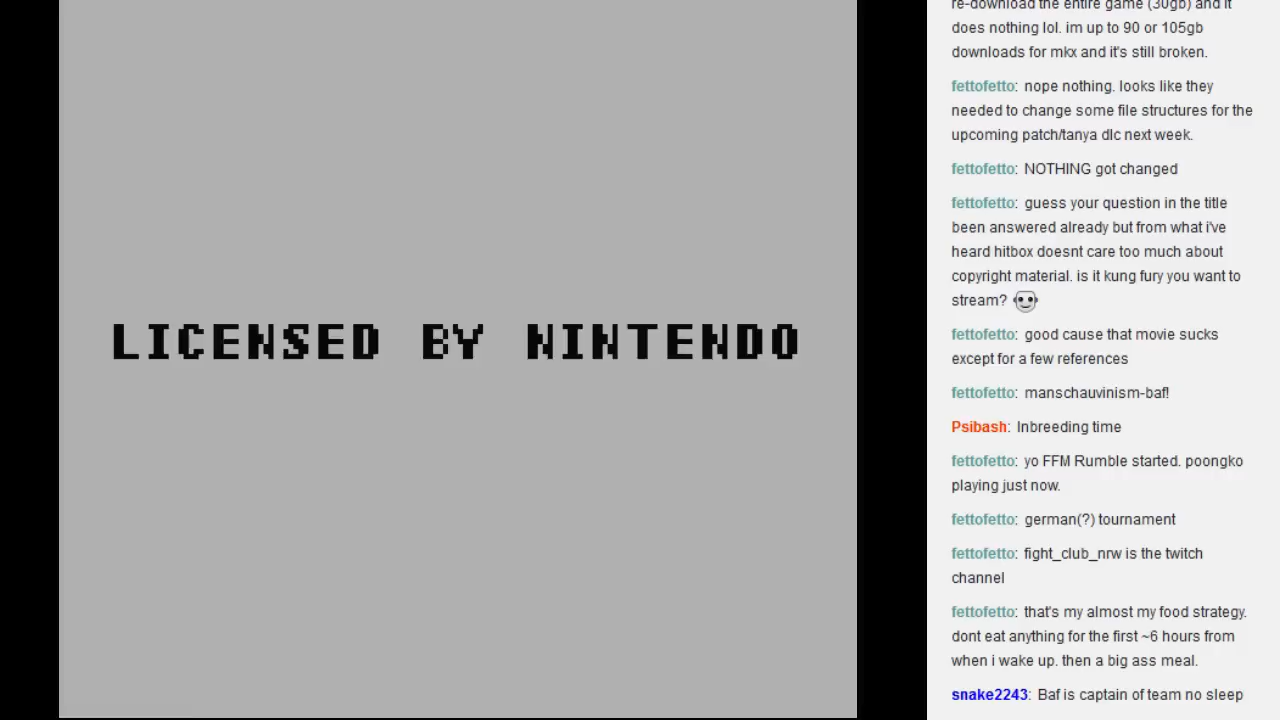 LICENSED BY NINTENDO
re-download the entire game (30gb) and it
does nothing lol. im up to 90 or 105gb
downloads for mkx and it's still broken.
fettofetto: nope nothing. looks like they
needed to change some file structures for the
upcoming patch/tanya dlc next week.
fettofetto: NOTHING got changed
fettofetto: guess your question in the title
been answered already but from what i've
heard hitbox doesnt care too much about
copyright material. is it kung fury you want to
stream?
fettofetto: good cause that movie sucks
except for a few references
fettofetto: manschauvinism-baf!
Psibash: Inbreeding time
fettofetto: yo FFM Rumble started. poongko
playing just now.
fettofetto: german(?) tournament
fettofetto: fight_club_nrw is the twitch
channel
fettofetto: that's my almost my food strategy.
dont eat anything for the first ~6 hours from
when i wake up. then a big ass meal.
snake2243: Baf is captain of team no sleep